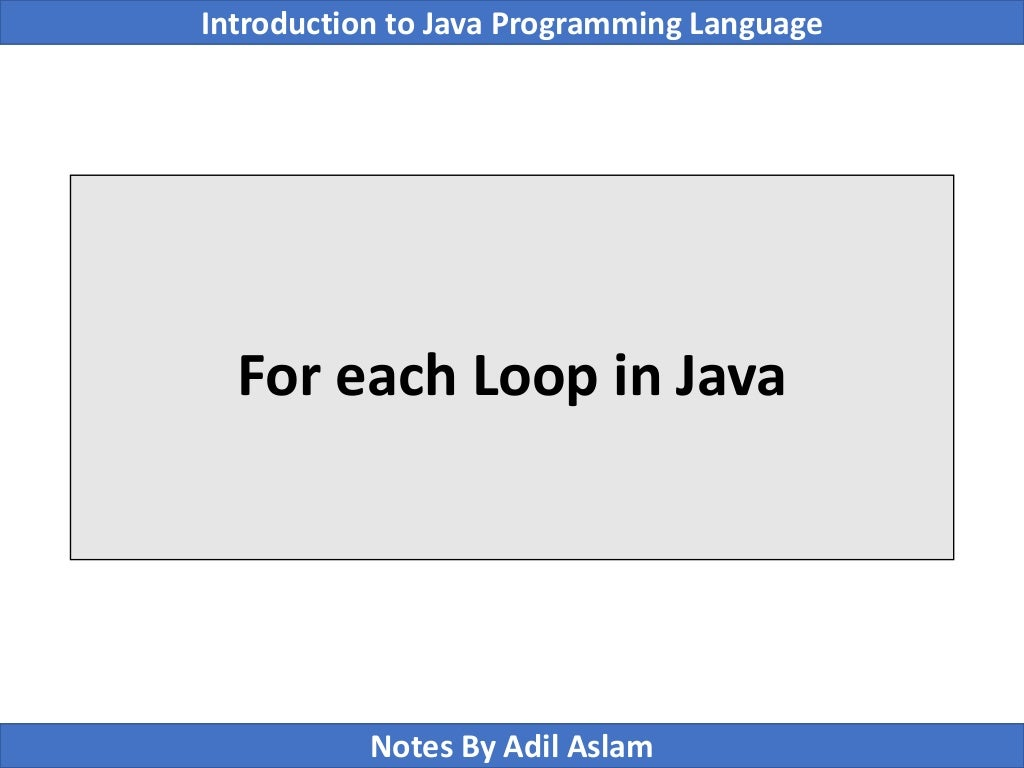 Introduction to Java Programming Language
For each Loop in Java
Notes By Adil Aslam